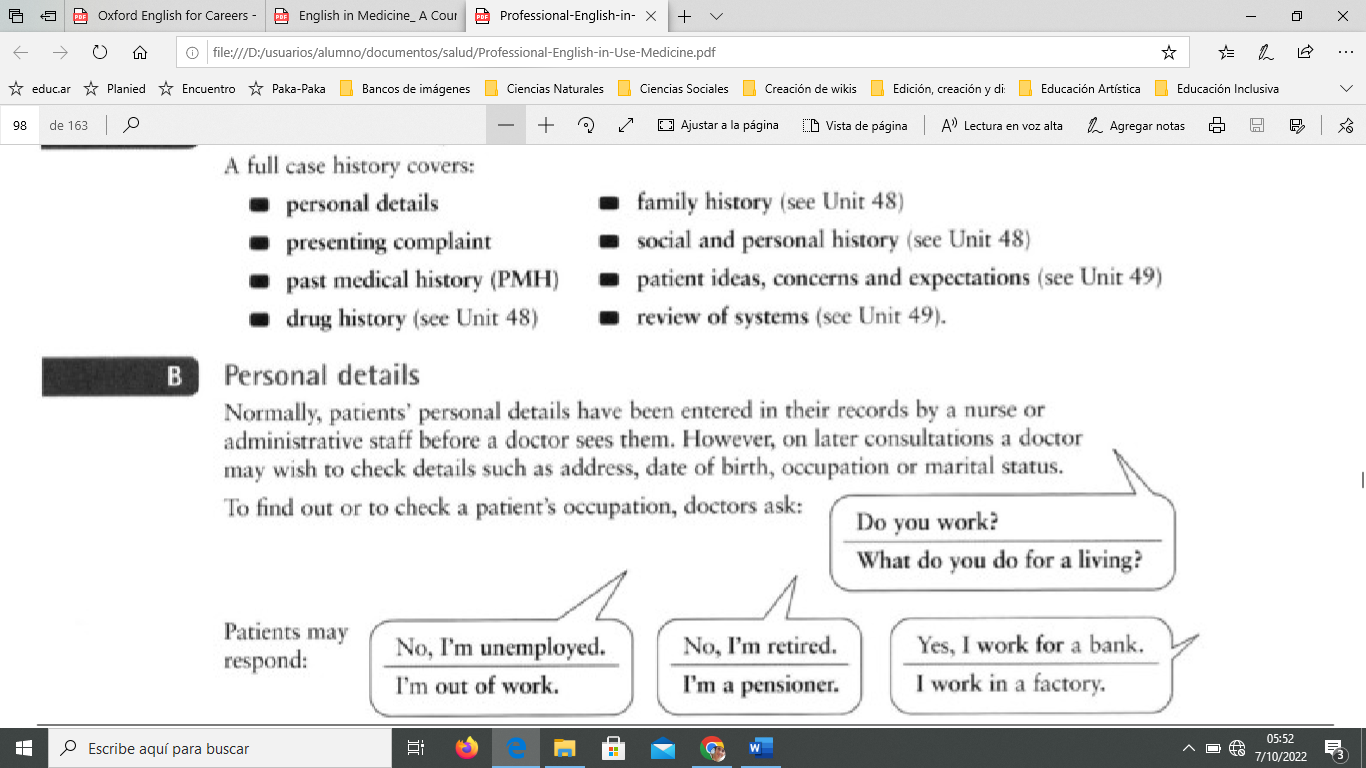 Oxford English for Careers -
English in Medicine_ A Cour
Professional-English-in-
file:///D:/usuarios/alumno/documentos/salud/Professional-English-in-Use-Medicine.pdf
educ.ar
Planied
Encuentro
Paka-Paka
Bancos de imágenes
Ciencias Naturales
Ciencias Sociales
Creación de wikis
Edición, creación y di
Educación Artística
Educación Inclusiva
98 de 163
Ajustar a la página
Vista de página
Lectura en voz alta
Agregar notas
A full case history covers:
personal details
presenting complaint
past medical history (PMH)
drug history (see Unit 48)
family history (see Unit 48)
social and personal history (see Unit 48)
patient ideas, concerns and expectations (see Unit 49)
review of systems (see Unit 49).
B Personal details
Normally, patients' personal details have been entered in their records by a nurse or
administrative staff before a doctor sees them. However, on later consultations a doctor
may wish to check details such as address, date of birth, occupation or marital status.
To find out or to check a patient's occupation, doctors ask:
Do you work?
What do you do for a living?
Patients may
respond:
No, I'm unemployed.
I'm out of work.
No, I'm retired.
I'm a pensioner.
Yes, I work for a bank.
I work in a factory.
Escribe aquí para buscar
05:52
7/10/2022
3